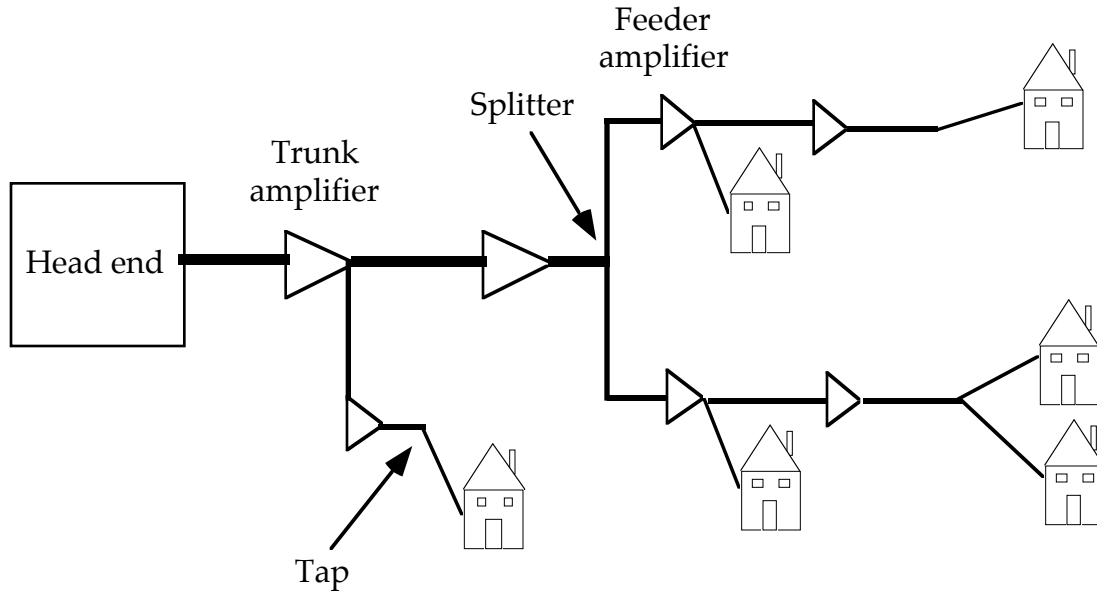 Feeder
amplifier
Splitter
Trunk
amplifier
Head end
Tap